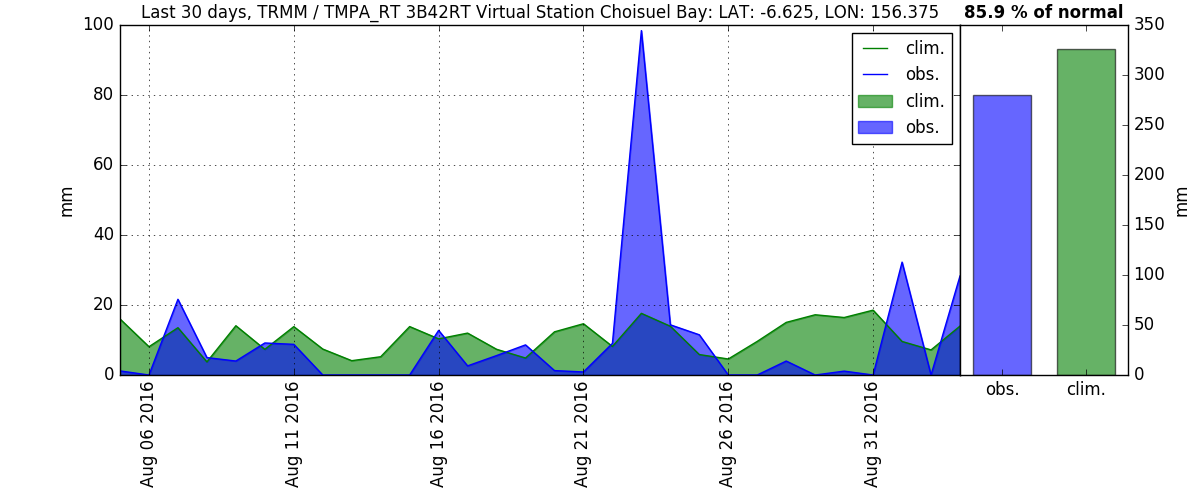 Last 30 days, TRMM / TMPA_RT 3B42RT Virtual Station Choisuel Bay: LAT: -6.625, LON: 156.375
85.9 % of normal
100
80
60
40
20
0
mm
clim.
obs.
clim.
obs.
Aug 06 2016
Aug 11 2016
Aug 16 2016
Aug 21 2016
Aug 26 2016
Aug 31 2016
350
300
250
200
150
100
50
0
mm
obs.
clim.